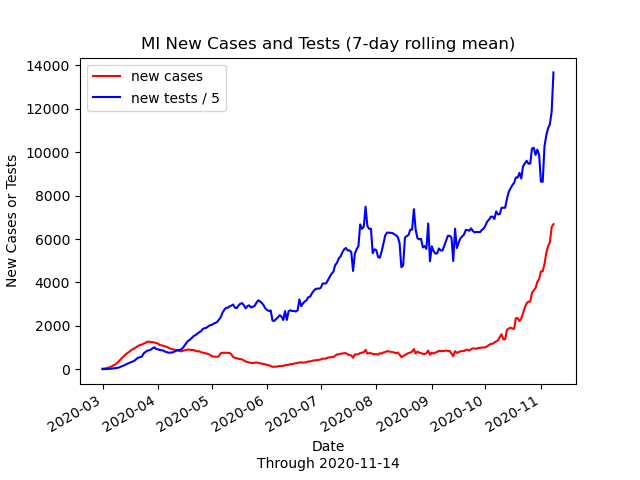 MI New Cases and Tests (7-day rolling mean)
new cases
new tests / 5
New Cases or Tests
14000
12000
10000
8000
6000
4000
2000
0
2020-03
2020-04
2020-05
2020-06
2020-07
2020-08
2020-09
2020-10
2020-11
Date
Through 2020-11-14